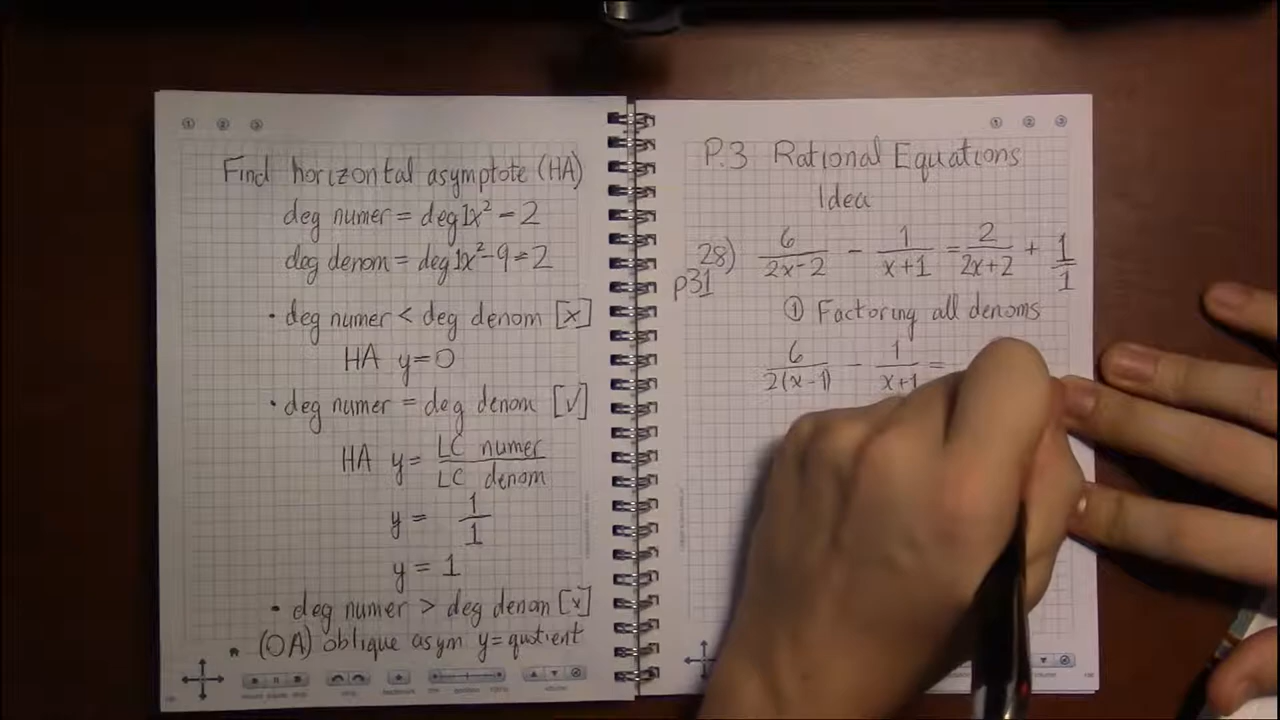 Find horizontal asymptote (HA)
deg numer = deg 1x² = 2
deg denom = deg 1x²-9 = 2
• deg numer < deg denom [x]
HA y=0
• deg numer = deg denom [√]
HA y = LC numer / LC denom
y = 1/1
y = 1
• deg numer > deg denom [x]
* (OA) oblique asym y=quotient
P.3 Rational Equations
Idea
28) 6/(2x-2) - 1/(x+1) = 2/(2x+2) + 1/1
p31
① Factoring all denoms
6/(2(x-1)) - 1/(x+1) =